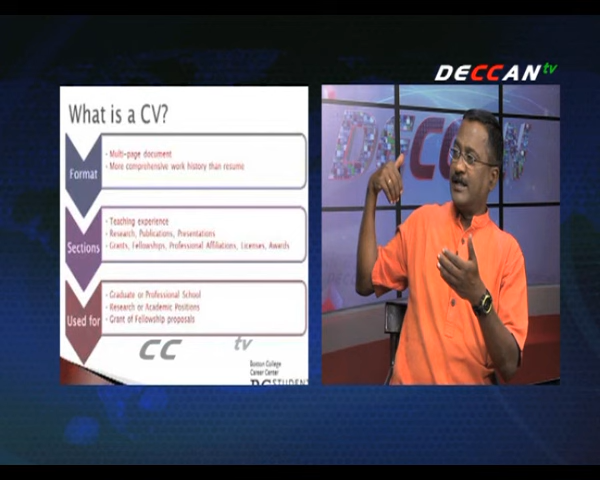 DECCAN tv
What is a CV?
Format
- Multi-page document
- More comprehensive work history than resume
Sections
- Teaching experience
- Research, Publications, Presentations
- Grants, Fellowships, Professional Affiliations, Licenses, Awards
Used for
- Graduate or Professional School
- Research or Academic Positions
- Grant of Fellowship proposals
CC tv
Boston College
Career Center
STUDENT